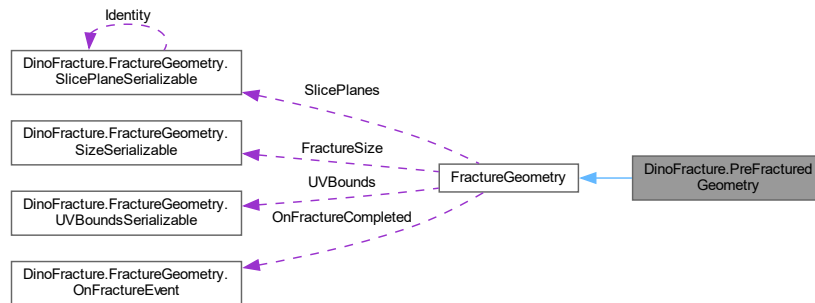 Identity
DinoFracture.FractureGeometry.
SlicePlaneSerializable
SlicePlanes
DinoFracture.FractureGeometry.
SizeSerializable
FractureSize
UVBounds
FractureGeometry
DinoFracture.PreFractured
Geometry
DinoFracture.FractureGeometry.
UVBoundsSerializable
OnFractureCompleted
DinoFracture.FractureGeometry.
OnFractureEvent